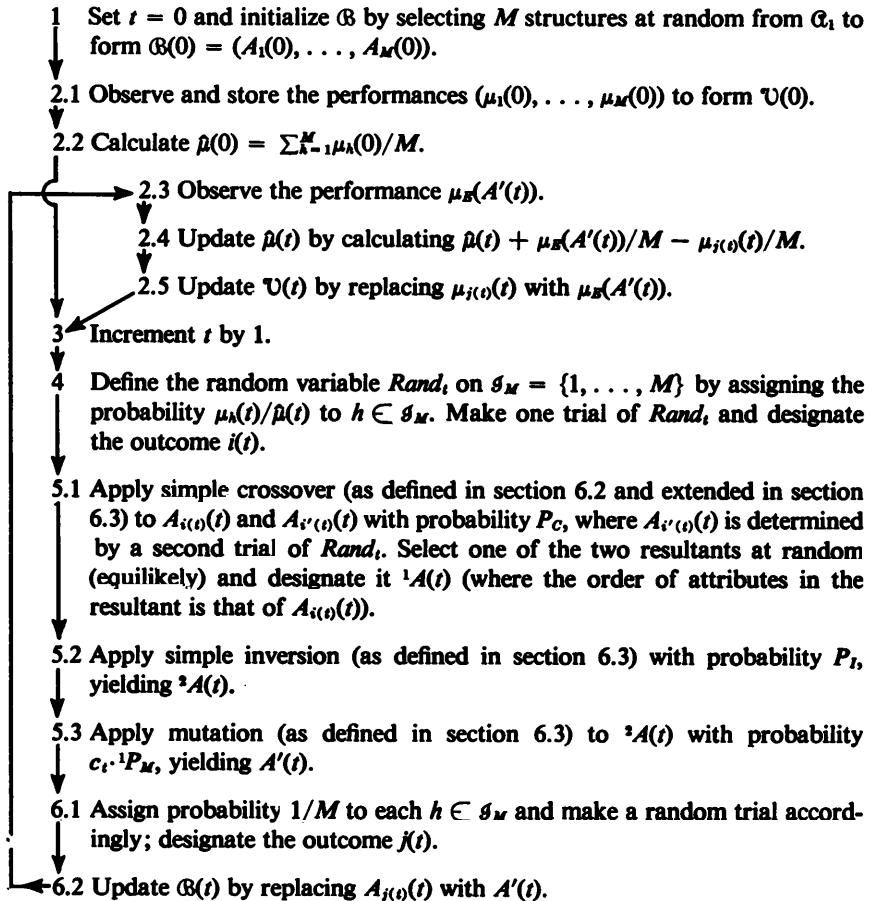 1 Set t = 0 and initialize ℬ by selecting M structures at random from 𝒜₁ to
form ℬ(0) = (A₁(0), . . . , A_M(0)).
2.1 Observe and store the performances (μ₁(0), . . . , μ_M(0)) to form 𝒱(0).
2.2 Calculate μ̂(0) = Σ^M_{h=1}μ_h(0)/M.
2.3 Observe the performance μ_E(A′(t)).
2.4 Update μ̂(t) by calculating μ̂(t) + μ_E(A′(t))/M − μ_{j(t)}(t)/M.
2.5 Update 𝒱(t) by replacing μ_{j(t)}(t) with μ_E(A′(t)).
3 Increment t by 1.
4 Define the random variable Rand_t on ℐ_M = {1, . . . , M} by assigning the
probability μ_h(t)/μ̂(t) to h ∈ ℐ_M. Make one trial of Rand_t and designate
the outcome i(t).
5.1 Apply simple crossover (as defined in section 6.2 and extended in section
6.3) to A_{i(t)}(t) and A_{i′(t)}(t) with probability P_C, where A_{i′(t)}(t) is determined
by a second trial of Rand_t. Select one of the two resultants at random
(equilikely) and designate it ¹A(t) (where the order of attributes in the
resultant is that of A_{i(t)}(t)).
5.2 Apply simple inversion (as defined in section 6.3) with probability P_I,
yielding ²A(t).
5.3 Apply mutation (as defined in section 6.3) to ²A(t) with probability
c_t·¹P_M, yielding A′(t).
6.1 Assign probability 1/M to each h ∈ ℐ_M and make a random trial accord-
ingly; designate the outcome j(t).
6.2 Update ℬ(t) by replacing A_{j(t)}(t) with A′(t).